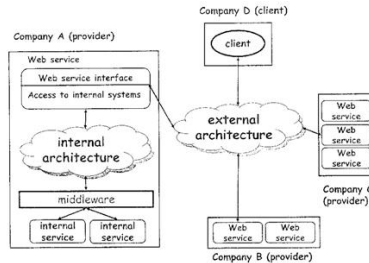 Company D (client)
client
Company A (provider)
Web service
Web service interface
Access to internal systems
internal
architecture
middleware
internal
service
internal
service
external
architecture
Web
service
Web
service
Web
service
Company
(provider)
Web
service
Web
service
Company B (provider)